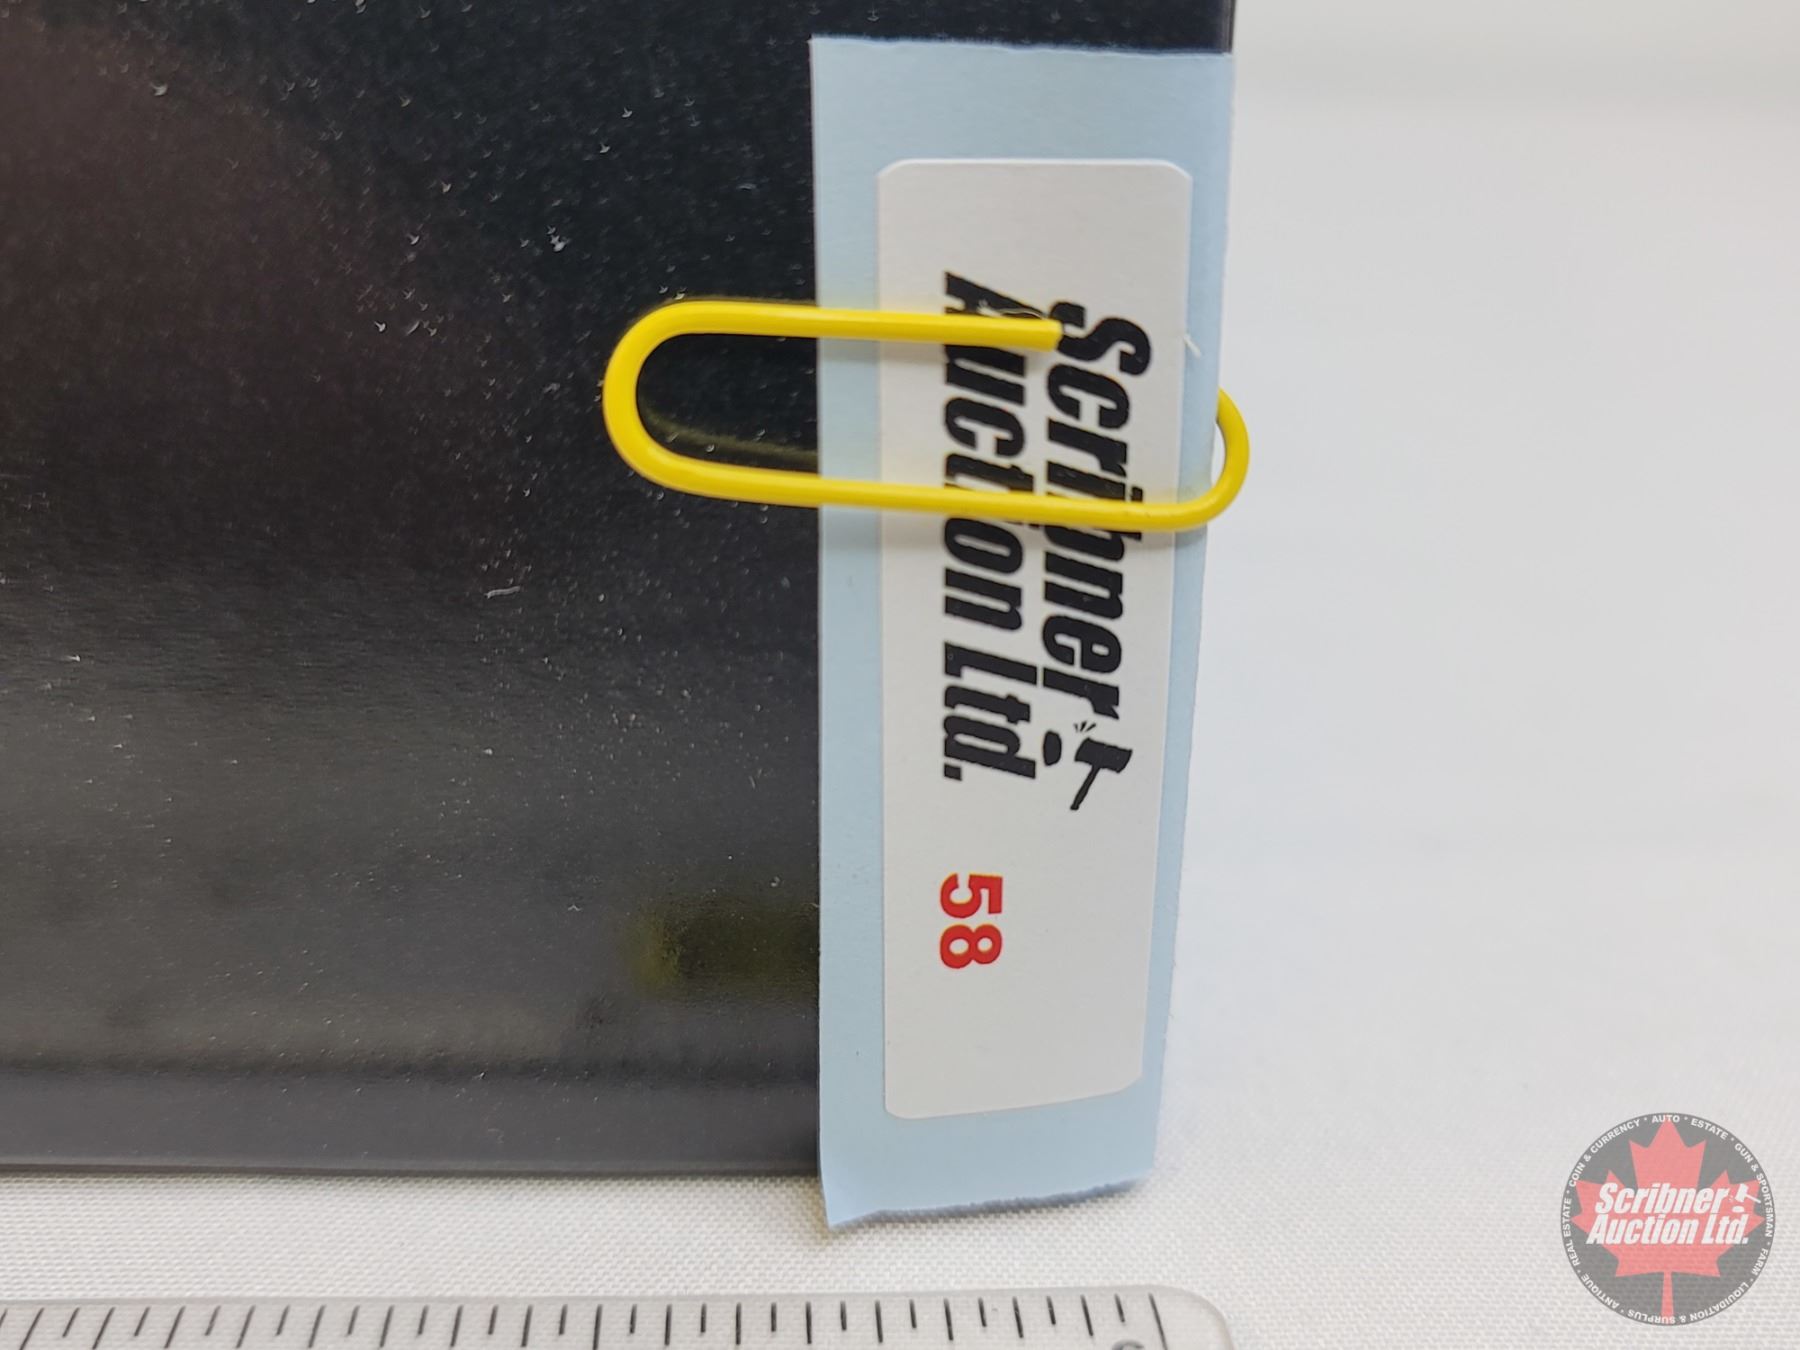 Scribner
Auction Ltd.
58
COIN & CURRENCY • AUTO • ESTATE • GUN & SPORTSMAN • FARM • LIQUIDATION & SURPLUS • ANTIQUE • REAL ESTATE •
Scribner
Auction Ltd.